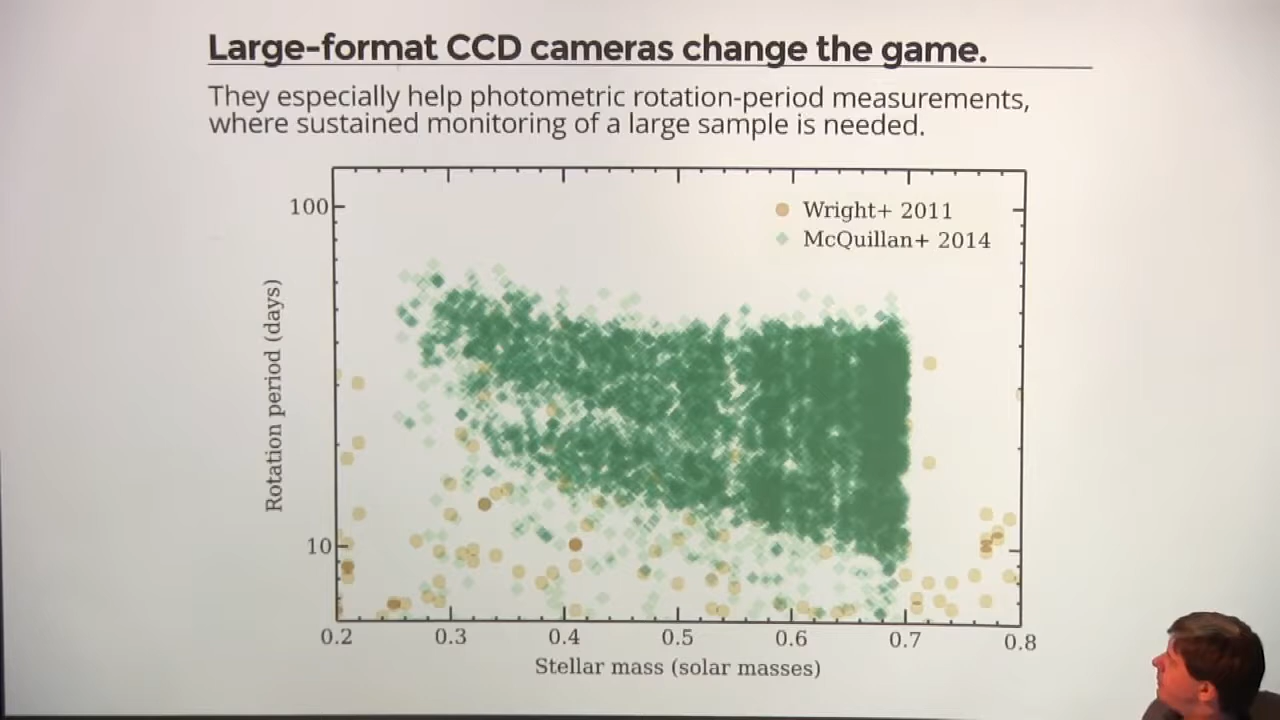 Large-format CCD cameras change the game.
They especially help photometric rotation-period measurements,
where sustained monitoring of a large sample is needed.
100
10
Rotation period (days)
Wright+ 2011
McQuillan+ 2014
0.2 0.3 0.4 0.5 0.6 0.7 0.8
Stellar mass (solar masses)